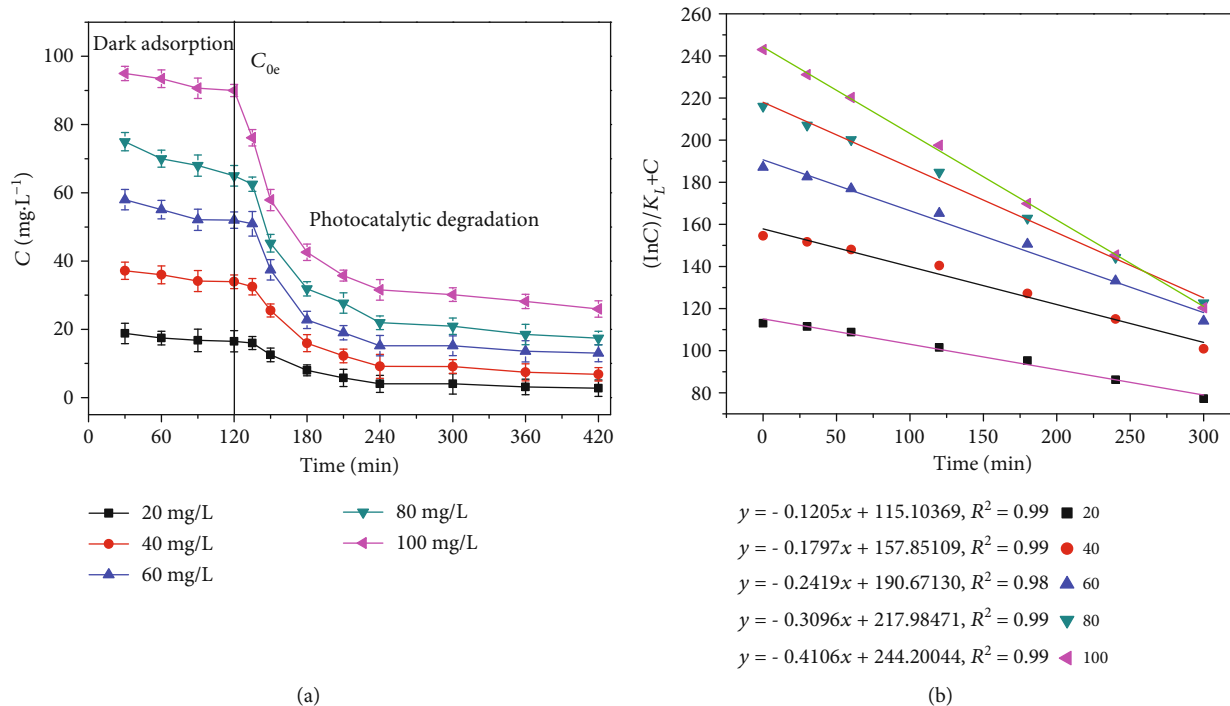 Dark adsorption
C0e
Photocatalytic degradation
100
80
60
40
20
0
C (mg·L−1)
0 60 120 180 240 300 360 420
Time (min)
20 mg/L
40 mg/L
60 mg/L
80 mg/L
100 mg/L
(a)
260
240
220
200
180
160
140
120
100
80
(InC)/KL+C
0 50 100 150 200 250 300
Time (min)
y = - 0.1205x + 115.10369, R2 = 0.99 20
y = - 0.1797x + 157.85109, R2 = 0.99 40
y = - 0.2419x + 190.67130, R2 = 0.98 60
y = - 0.3096x + 217.98471, R2 = 0.99 80
y = - 0.4106x + 244.20044, R2 = 0.99 100
(b)